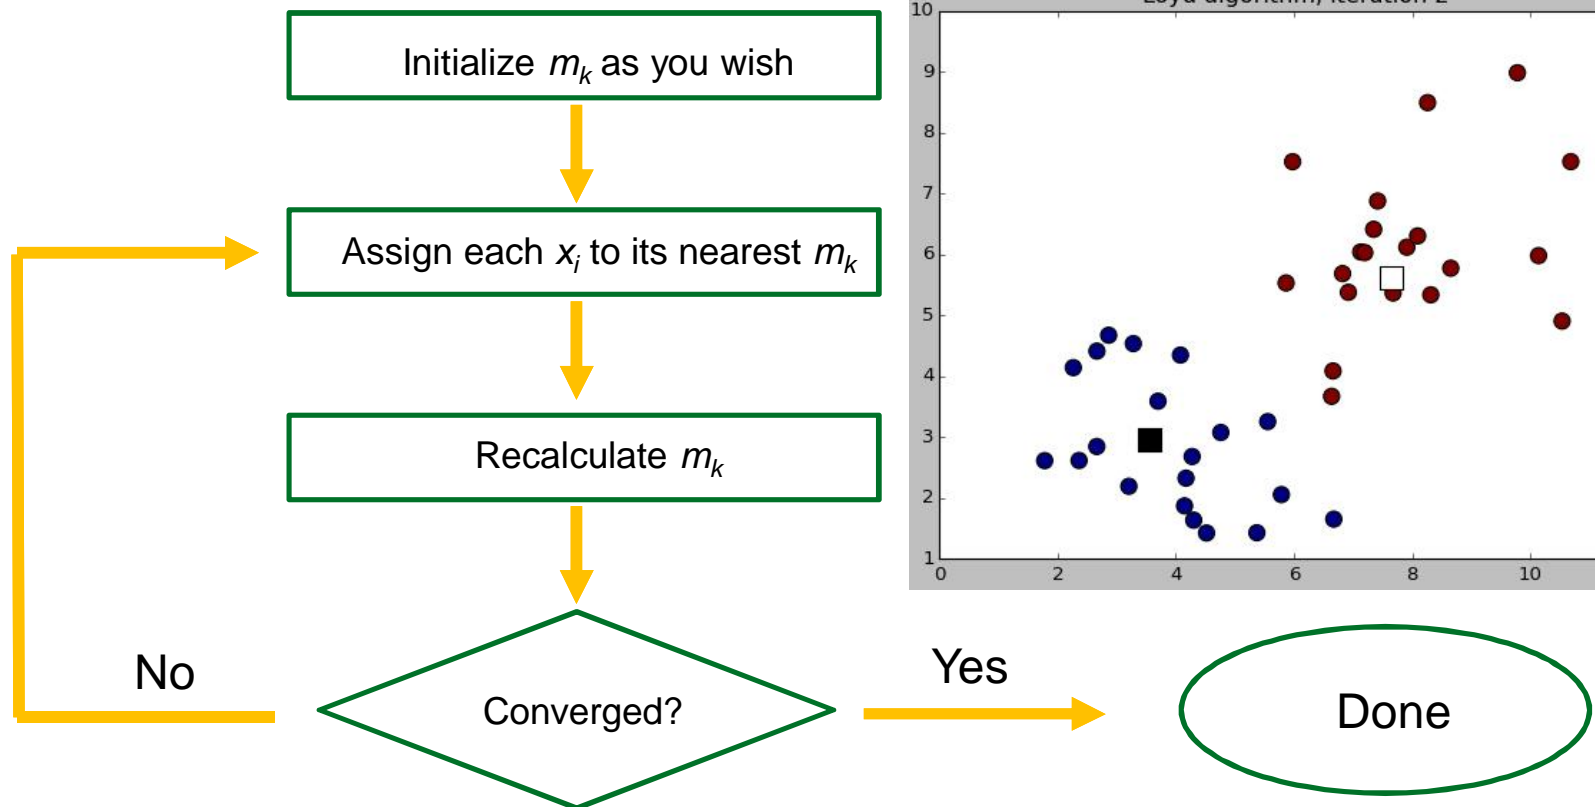 Initialize mk as you wish
Assign each xi to its nearest mk
Recalculate mk
Converged?
No
Yes
Done
10
9
8
7
6
5
4
3
2
1
0
2
4
6
8
10